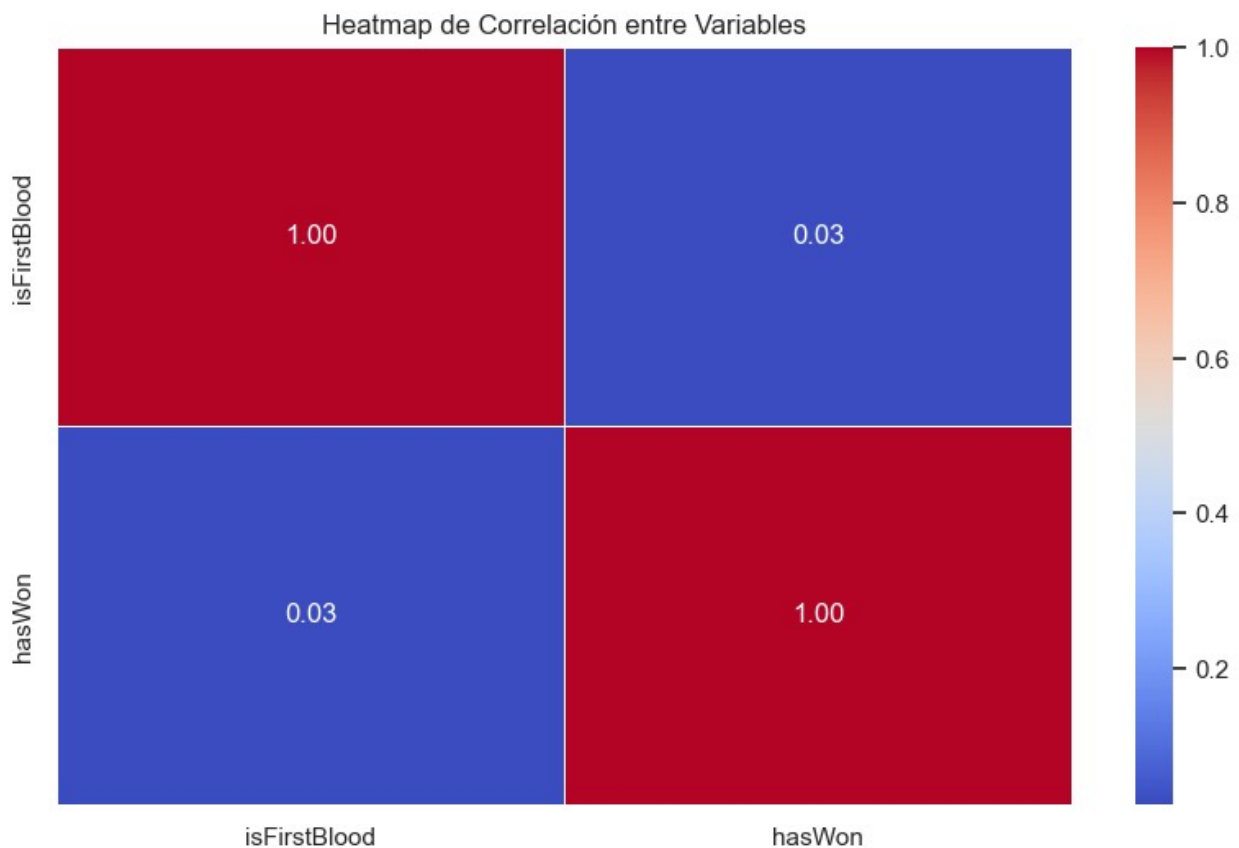 Heatmap de Correlación entre Variables
isFirstBlood
1.00
0.03
hasWon
0.03
1.00
isFirstBlood
hasWon
1.0
0.8
0.6
0.4
0.2